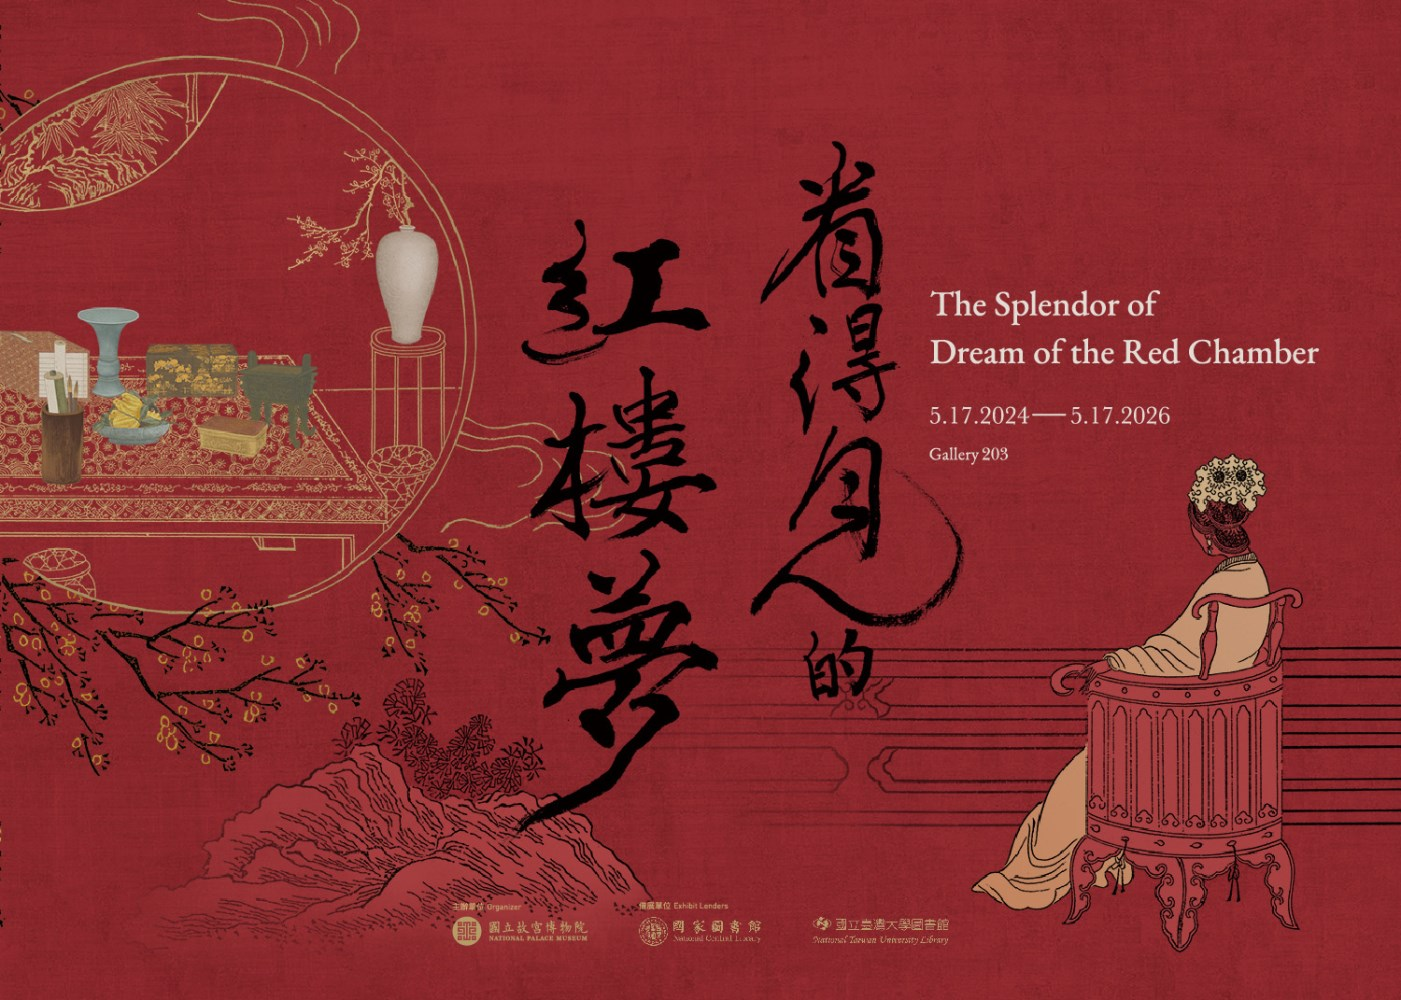 看得見的
紅樓夢
The Splendor of
Dream of the Red Chamber
5.17.2024—5.17.2026
Gallery 203
主辦單位 Organizer
國立故宮博物院
NATIONAL PALACE MUSEUM
借展單位 Exhibit Lenders
國家圖書館
National Central Library
國立臺灣大學圖書館
National Taiwan University Library